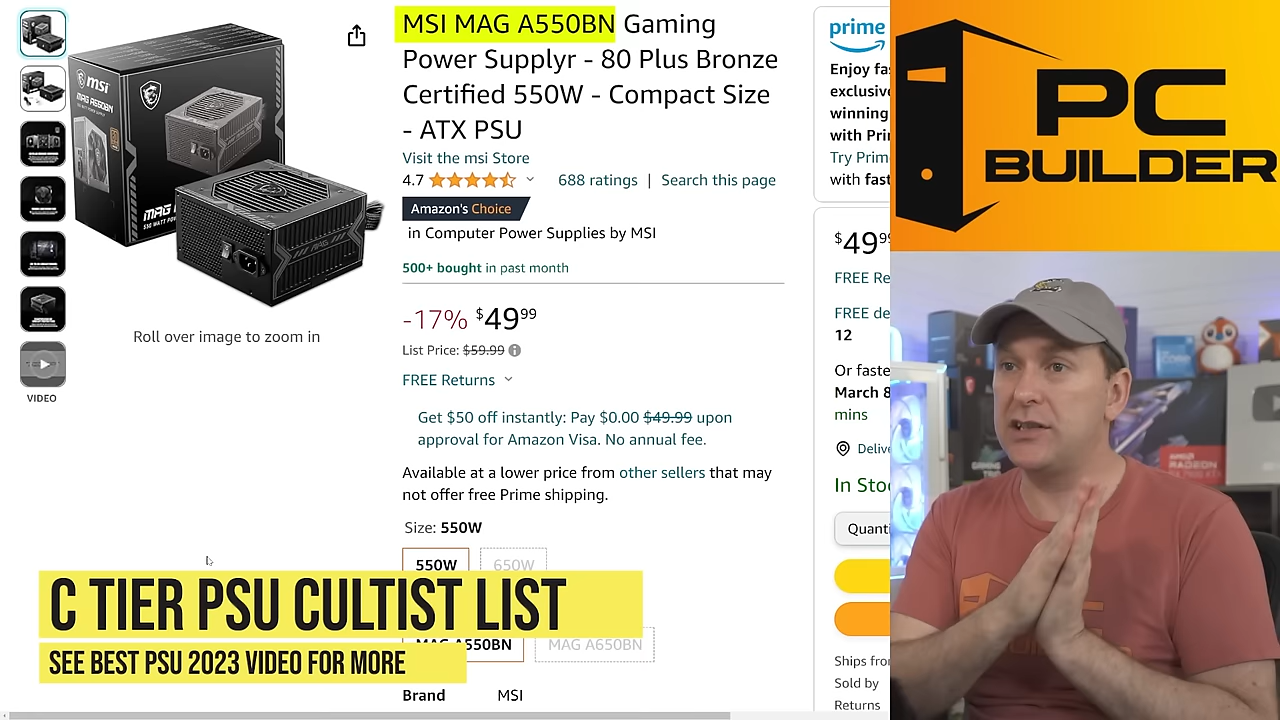 MSI MAG A550BN Gaming
Power Supplyr - 80 Plus Bronze
Certified 550W - Compact Size
- ATX PSU
Visit the msi Store
4.7
688 ratings | Search this page
Amazon's Choice
in Computer Power Supplies by MSI
500+ bought in past month
-17% $49 99
List Price: $59.99
FREE Returns
Get $50 off instantly: Pay $0.00 $49.99 upon
approval for Amazon Visa. No annual fee.
Available at a lower price from other sellers that may
not offer free Prime shipping.
Size: 550W
550W
650W
MAG A550BN
MAG A650BN
Brand MSI
msi
Roll over image to zoom in
VIDEO
C TIER PSU CULTIST LIST
SEE BEST PSU 2023 VIDEO FOR MORE
prime
Enjoy fas
exclusive
winning
with Prin
Try Prime
with fast
$49 99
FREE Re
FREE de
12
Or faste
March 8
mins
Delive
In Stoc
Quanti
Ships from
Sold by
Returns
PC
BUILDER
AMD
RADEON